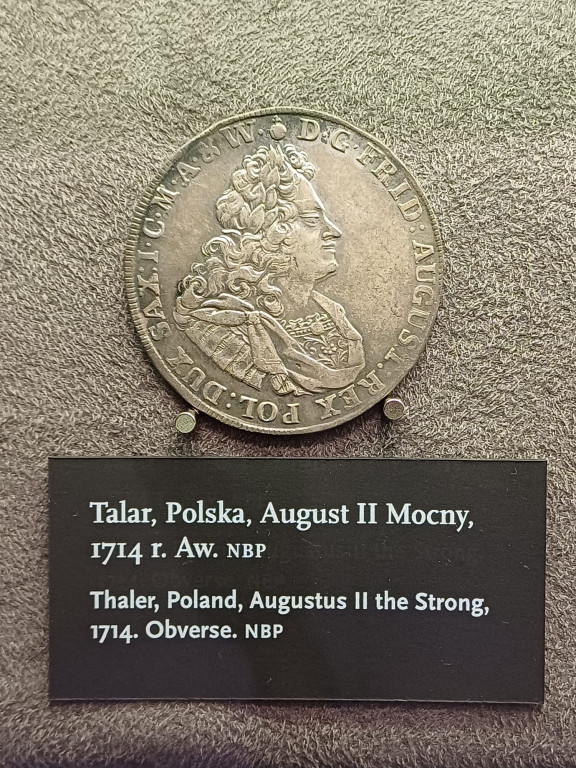 D·G·FRID:AUGUST·REX POL:DUX SAX·I·C·M·A·&·W·
Talar, Polska, August II Mocny,
1714 r. Aw. NBP
Thaler, Poland, Augustus II the Strong,
1714. Obverse. NBP